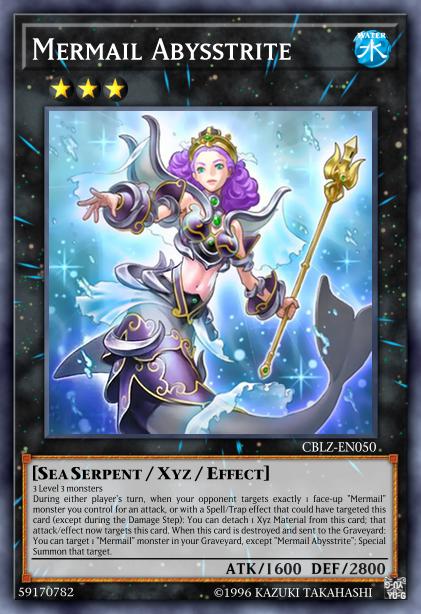 Mermail Abysstrite
WATER
水
CBLZ-EN050
[Sea Serpent / Xyz / Effect]
3 Level 3 monsters
During either player's turn, when your opponent targets exactly 1 face-up "Mermail"
monster you control for an attack, or with a Spell/Trap effect that could have targeted this
card (except during the Damage Step): You can detach 1 Xyz Material from this card; that
attack/effect now targets this card. When this card is destroyed and sent to the Graveyard:
You can target 1 "Mermail" monster in your Graveyard, except "Mermail Abysstrite"; Special
Summon that target.
ATK/1600 DEF/2800
59170782
©1996 KAZUKI TAKAHASHI